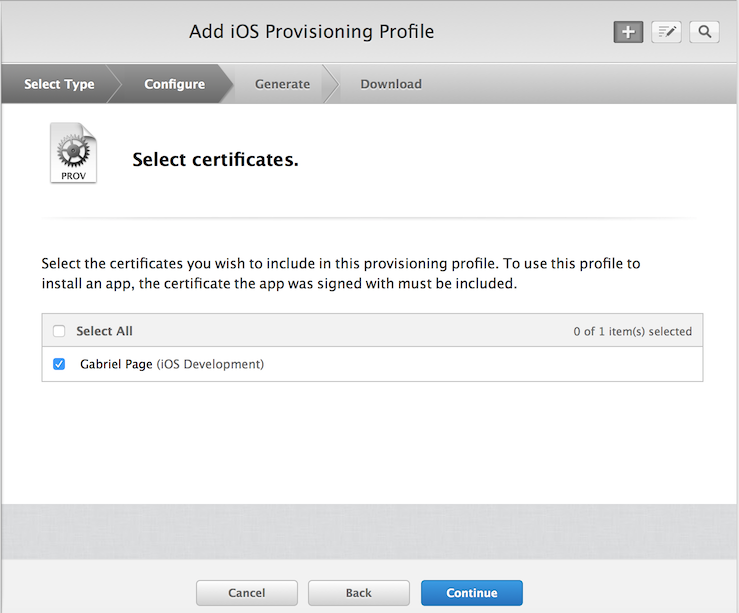 Add iOS Provisioning Profile
Select Type
Configure
Generate
Download
PROV
Select certificates.
Select the certificates you wish to include in this provisioning profile. To use this profile to
install an app, the certificate the app was signed with must be included.
Select All
0 of 1 item(s) selected
Gabriel Page (iOS Development)
Cancel
Back
Continue